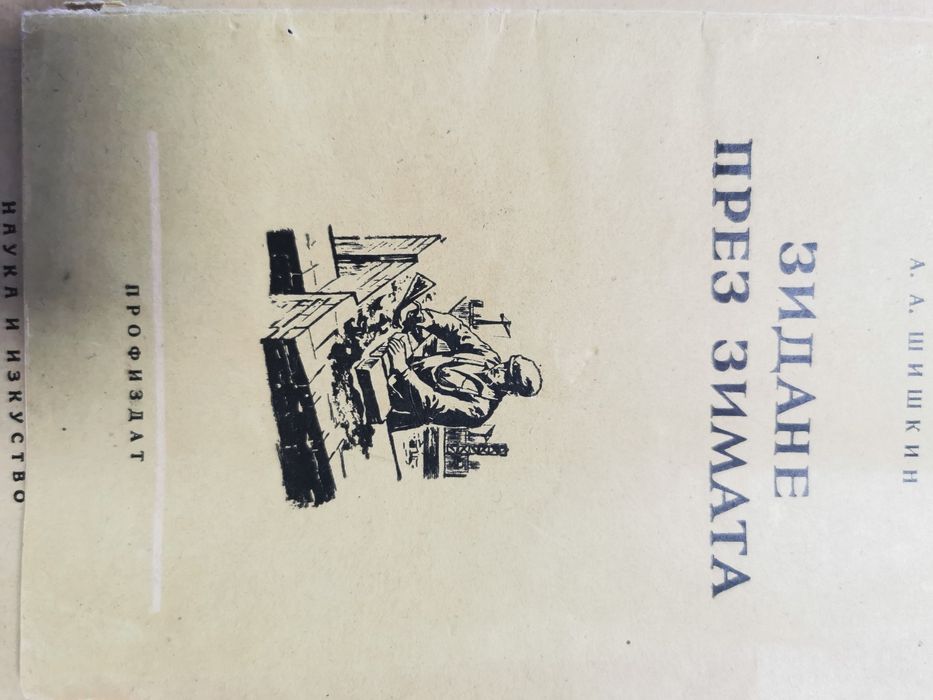 А. А. ШИШКИН
ЗИДАНЕ
ПРЕЗ ЗИМАТА
ПРОФИЗДАТ
НАУКА И ИЗКУСТВО